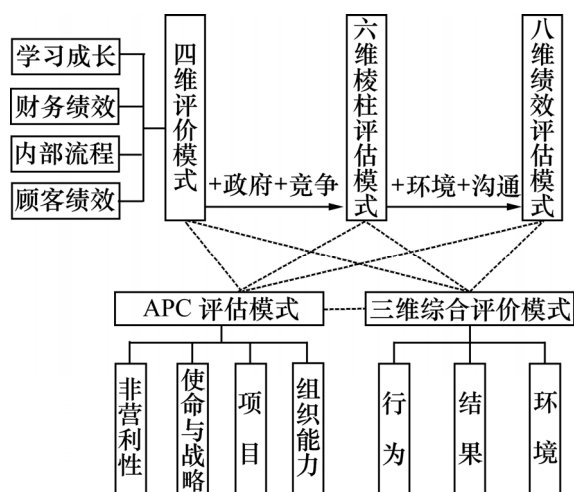 学习成长
财务绩效
内部流程
顾客绩效
四维评价模式
+政府+竞争
六维棱柱评估模式
+环境+沟通
八维绩效评估模式
APC 评估模式
三维综合评价模式
非营利性
使命与战略
项目
组织能力
行为
结果
环境